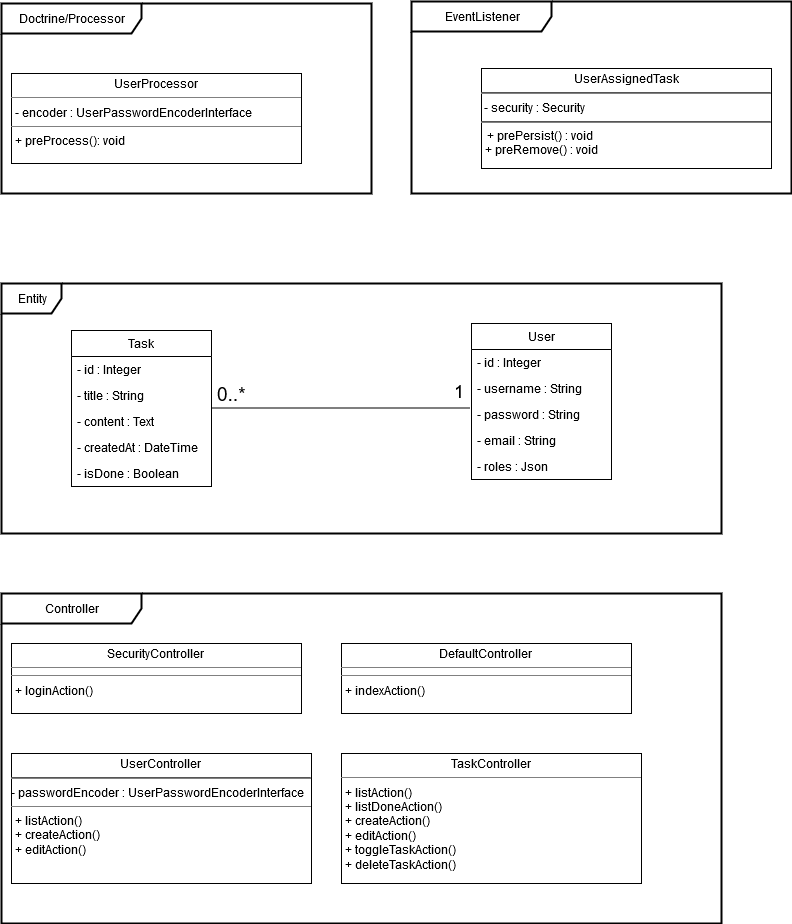 Doctrine/Processor
UserProcessor
- encoder : UserPasswordEncoderInterface
+ preProcess(): void
EventListener
UserAssignedTask
- security : Security
+ prePersist() : void
+ preRemove() : void
Entity
Task
- id : Integer
- title : String
- content : Text
- createdAt : DateTime
- isDone : Boolean
0..*
1
User
- id : Integer
- username : String
- password : String
- email : String
- roles : Json
Controller
SecurityController
+ loginAction()
DefaultController
+ indexAction()
UserController
- passwordEncoder : UserPasswordEncoderInterface
+ listAction()
+ createAction()
+ editAction()
TaskController
+ listAction()
+ listDoneAction()
+ createAction()
+ editAction()
+ toggleTaskAction()
+ deleteTaskAction()